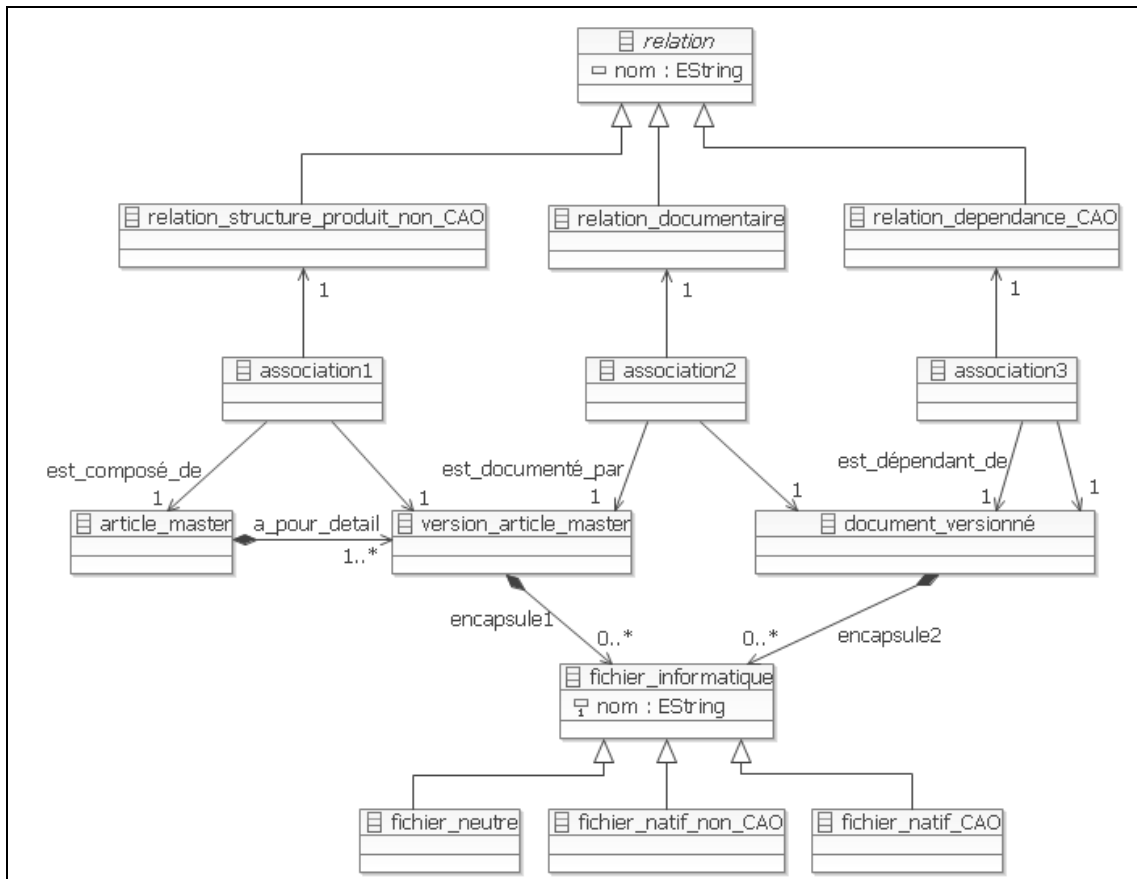 relation
nom : EString
relation_structure_produit_non_CAO
relation_documentaire
relation_dependance_CAO
1
1
1
association1
association2
association3
est_composé_de
est_documenté_par
est_dépendant_de
1
1
1
1
1
1
article_master
a_pour_detail
version_article_master
document_versionné
1..*
encapsule1
encapsule2
0..*
0..*
fichier_informatique
1
nom : EString
fichier_neutre
fichier_natif_non_CAO
fichier_natif_CAO